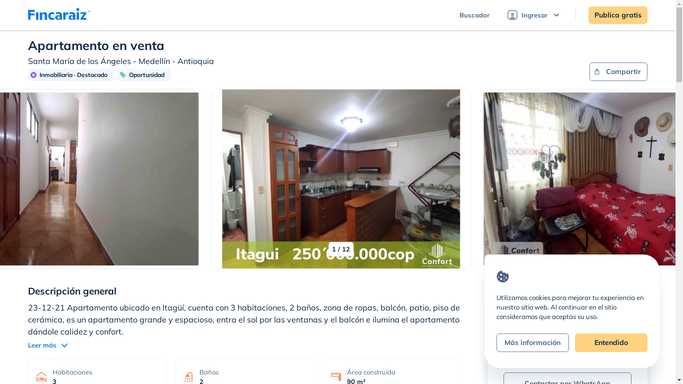 Fincaraiz
Buscador
Ingresar
Publica gratis
Apartamento en venta
Santa María de los Ángeles - Medellín - Antioquia
Inmobiliaria - Destacado
Oportunidad
Compartir
Itagui 250´000.000cop
1 / 12
Confort
Confort
Descripción general
23-12-21 Apartamento ubicado en Itagüí, cuenta con 3 habitaciones, 2 baños, zona de ropas, balcón, patio, piso de
cerámica, es un apartamento grande y espacioso, entra el sol por las ventanas y el balcón e ilumina el apartamento
dándole calidez y confort.
Leer más
Habitaciones
3
Baños
2
Área construida
90 m²
Utilizamos cookies para mejorar tu experiencia en
nuestro sitio web. Al continuar en el sitio
consideramos que aceptas su uso.
Más información
Entendido
Contactar por WhatsApp